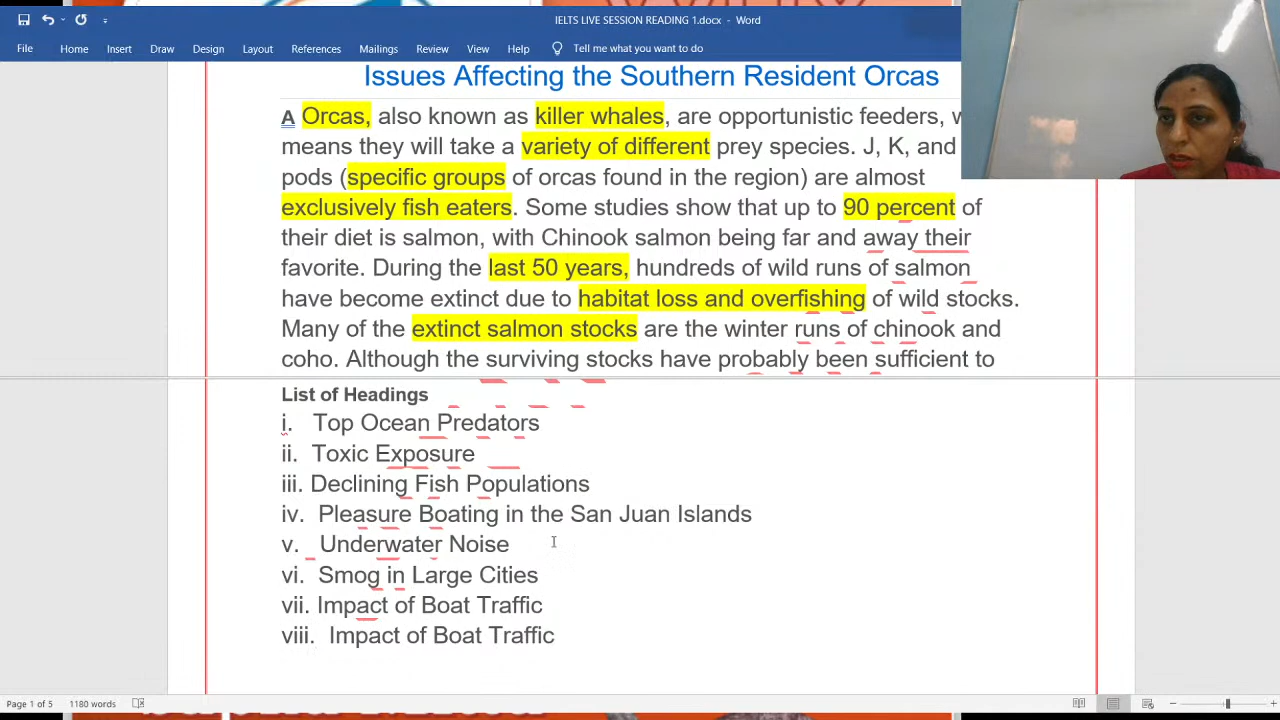 IELTS LIVE SESSION READING 1.docx - Word
File Home Insert Draw Design Layout References Mailings Review View Help Tell me what you want to do
Issues Affecting the Southern Resident Orcas
A Orcas, also known as killer whales, are opportunistic feeders, w
means they will take a variety of different prey species. J, K, and
pods (specific groups of orcas found in the region) are almost
exclusively fish eaters. Some studies show that up to 90 percent of
their diet is salmon, with Chinook salmon being far and away their
favorite. During the last 50 years, hundreds of wild runs of salmon
have become extinct due to habitat loss and overfishing of wild stocks.
Many of the extinct salmon stocks are the winter runs of chinook and
coho. Although the surviving stocks have probably been sufficient to
List of Headings
i. Top Ocean Predators
ii. Toxic Exposure
iii. Declining Fish Populations
iv. Pleasure Boating in the San Juan Islands
v. Underwater Noise
vi. Smog in Large Cities
vii. Impact of Boat Traffic
viii. Impact of Boat Traffic
Page 1 of 5 1180 words